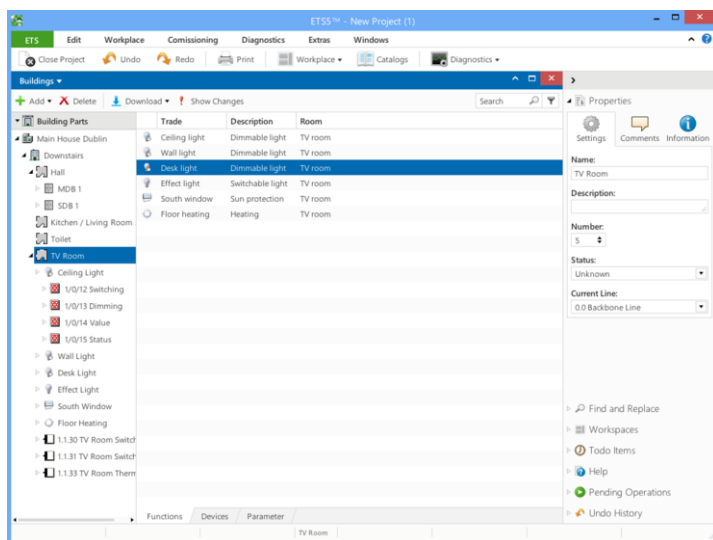 ETS5™ - New Project (1)
ETS Edit Workplace Comissioning Diagnostics Extras Windows
Close Project Undo Redo Print Workplace Catalogs Diagnostics
Buildings
Add Delete Download Show Changes Search
Building Parts
Main House Dublin
Downstairs
Hall
MDB 1
SDB 1
Kitchen / Living Room
Toilet
TV Room
Ceiling Light
1/0/12 Switching
1/0/13 Dimming
1/0/14 Value
1/0/15 Status
Wall Light
Desk Light
Effect Light
South Window
Floor Heating
1.1.30 TV Room Switch
1.1.31 TV Room Switch
1.1.33 TV Room Therm
Trade Description Room
Ceiling light Dimmable light TV room
Wall light Dimmable light TV room
Desk light Dimmable light TV room
Effect light Switchable light TV room
South window Sun protection TV room
Floor heating Heating TV room
Functions Devices Parameter
Properties
Settings Comments Information
Name:
TV Room
Description:
Number:
5
Status:
Unknown
Current Line:
0.0 Backbone Line
Find and Replace
Workspaces
Todo Items
Help
Pending Operations
Undo History
TV Room